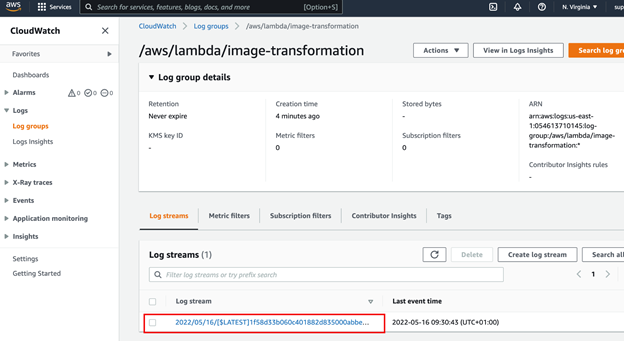 aws
Services
Search for services, features, blogs, docs, and more
[Option+S]
N. Virginia
CloudWatch
Favorites
Dashboards
Alarms
0
0
0
Logs
Log groups
Logs Insights
Metrics
X-Ray traces
Events
Application monitoring
Insights
Settings
Getting Started
CloudWatch
Log groups
/aws/lambda/image-transformation
/aws/lambda/image-transformation
Actions
View in Logs Insights
Log group details
Retention
Never expire
KMS key ID
-
Creation time
4 minutes ago
Metric filters
0
Stored bytes
-
Subscription filters
0
ARN
arn:aws:logs:us-east-
1:054613710145:log-
group:/aws/lambda/image-
transformation:*
Contributor Insights rules
-
Log streams
Metric filters
Subscription filters
Contributor Insights
Tags
Log streams (1)
Delete
Create log stream
Search all
Filter log streams or try prefix search
1
Log stream
Last event time
2022/05/16/[$LATEST]1f58d33b060c401882d835000abbe...
2022-05-16 09:30:43 (UTC+01:00)